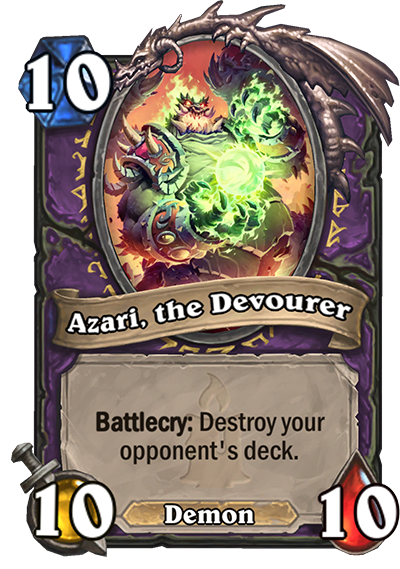 10
Azari, the Devourer
Battlecry: Destroy your
opponent's deck.
10
Demon
10